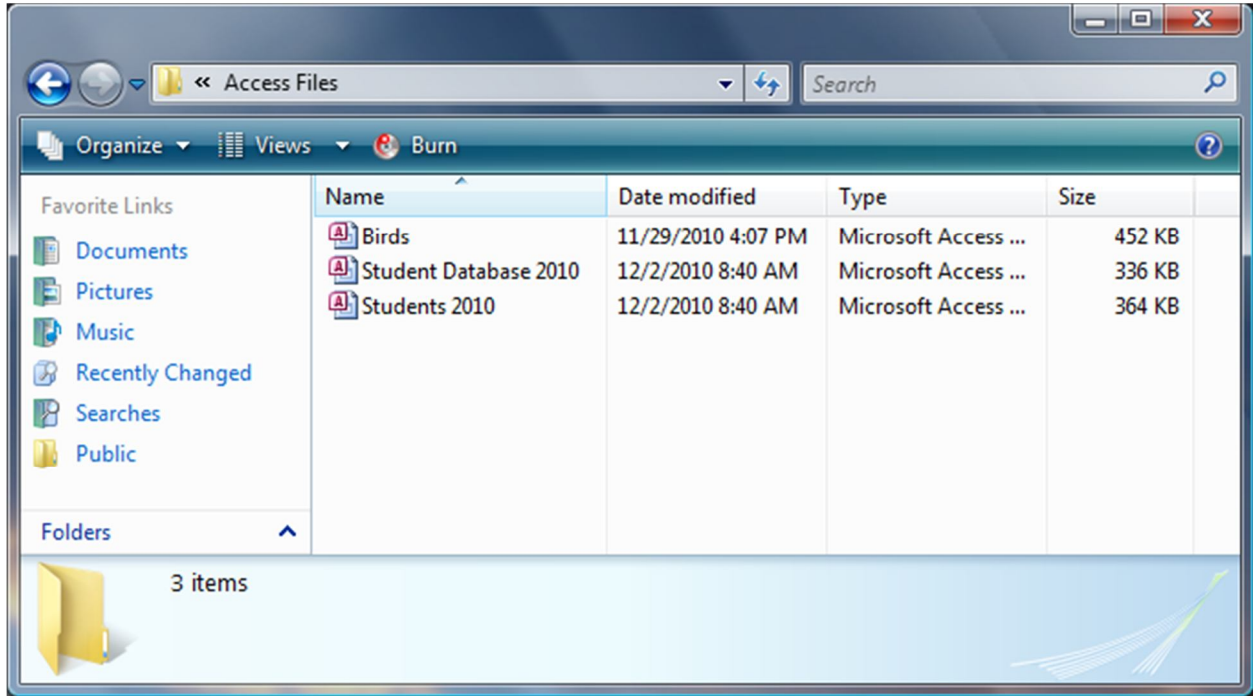 « Access Files Search
Organize Views Burn
Favorite Links
Documents
Pictures
Music
Recently Changed
Searches
Public
Folders
Name Date modified Type Size
Birds 11/29/2010 4:07 PM Microsoft Access ... 452 KB
Student Database 2010 12/2/2010 8:40 AM Microsoft Access ... 336 KB
Students 2010 12/2/2010 8:40 AM Microsoft Access ... 364 KB
3 items